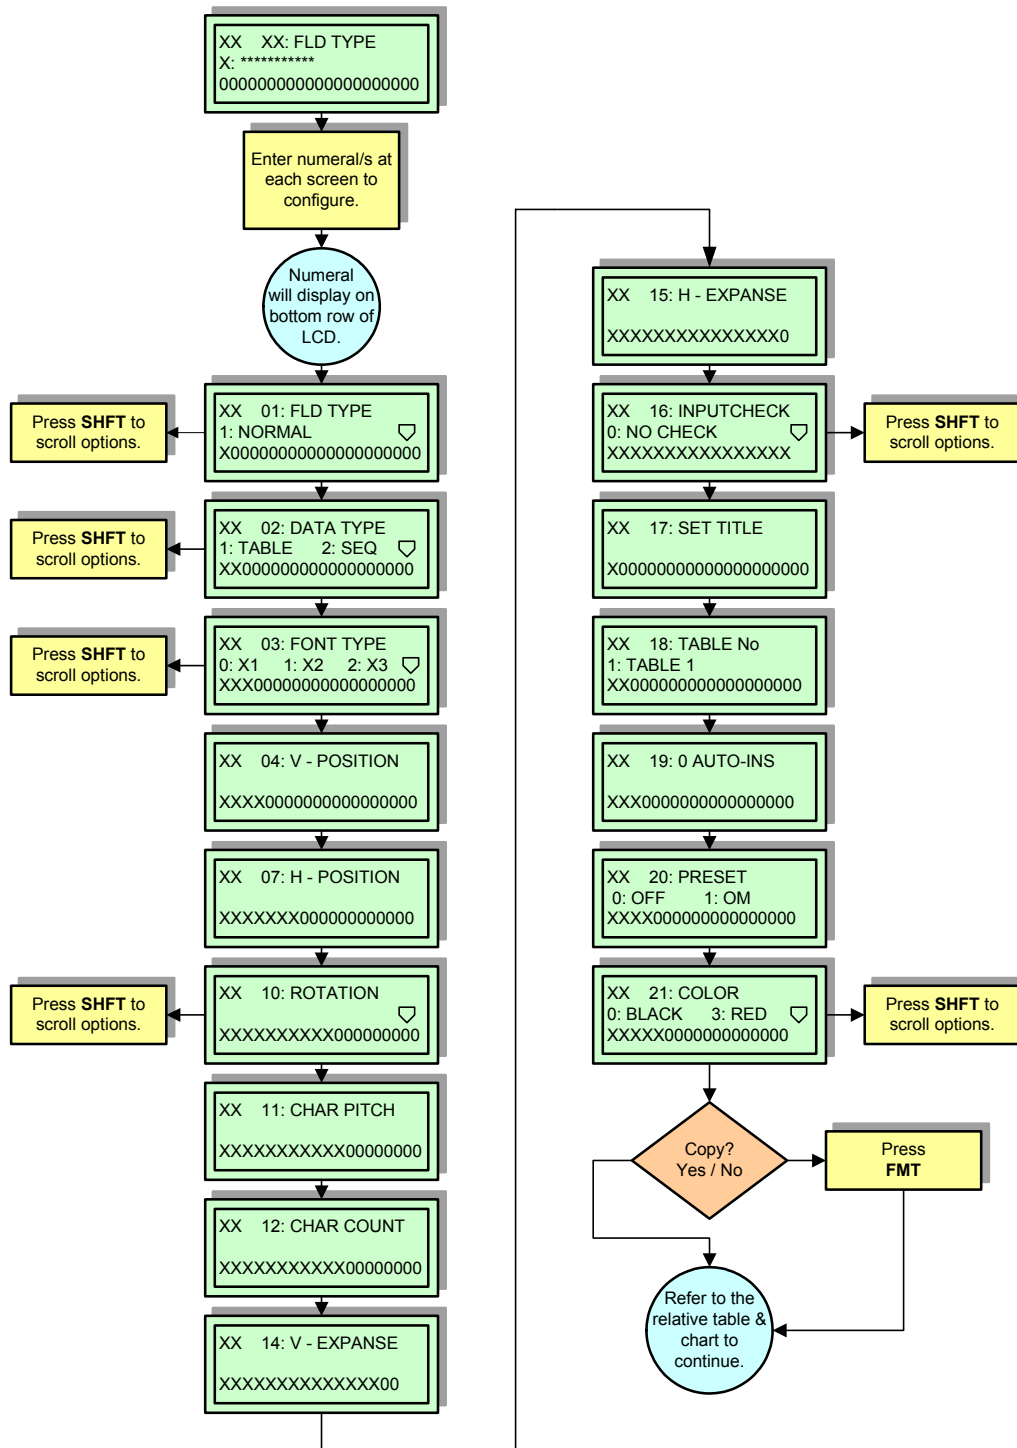 XX XX: FLD TYPE
X: ***********
000000000000000000000
Enter numeral/s at
each screen to
configure.
Numeral
will display on
bottom row of
LCD.
XX 01: FLD TYPE
1: NORMAL
X00000000000000000000
Press SHFT to
scroll options.
XX 02: DATA TYPE
1: TABLE 2: SEQ
XX000000000000000000
Press SHFT to
scroll options.
XX 03: FONT TYPE
0: X1 1: X2 2: X3
XXX00000000000000000
Press SHFT to
scroll options.
XX 04: V - POSITION
XXXX0000000000000000
XX 07: H - POSITION
XXXXXXX000000000000
XX 10: ROTATION
XXXXXXXXXX000000000
Press SHFT to
scroll options.
XX 11: CHAR PITCH
XXXXXXXXXXX00000000
XX 12: CHAR COUNT
XXXXXXXXXXX00000000
XX 14: V - EXPANSE
XXXXXXXXXXXXXX00
XX 15: H - EXPANSE
XXXXXXXXXXXXXXX0
XX 16: INPUTCHECK
0: NO CHECK
XXXXXXXXXXXXXXXX
Press SHFT to
scroll options.
XX 17: SET TITLE
X00000000000000000000
XX 18: TABLE No
1: TABLE 1
XX000000000000000000
XX 19: 0 AUTO-INS
XXX0000000000000000
XX 20: PRESET
0: OFF 1: OM
XXXX000000000000000
XX 21: COLOR
0: BLACK 3: RED
XXXXX0000000000000
Press SHFT to
scroll options.
Copy?
Yes / No
Press
FMT
Refer to the
relative table &
chart to
continue.